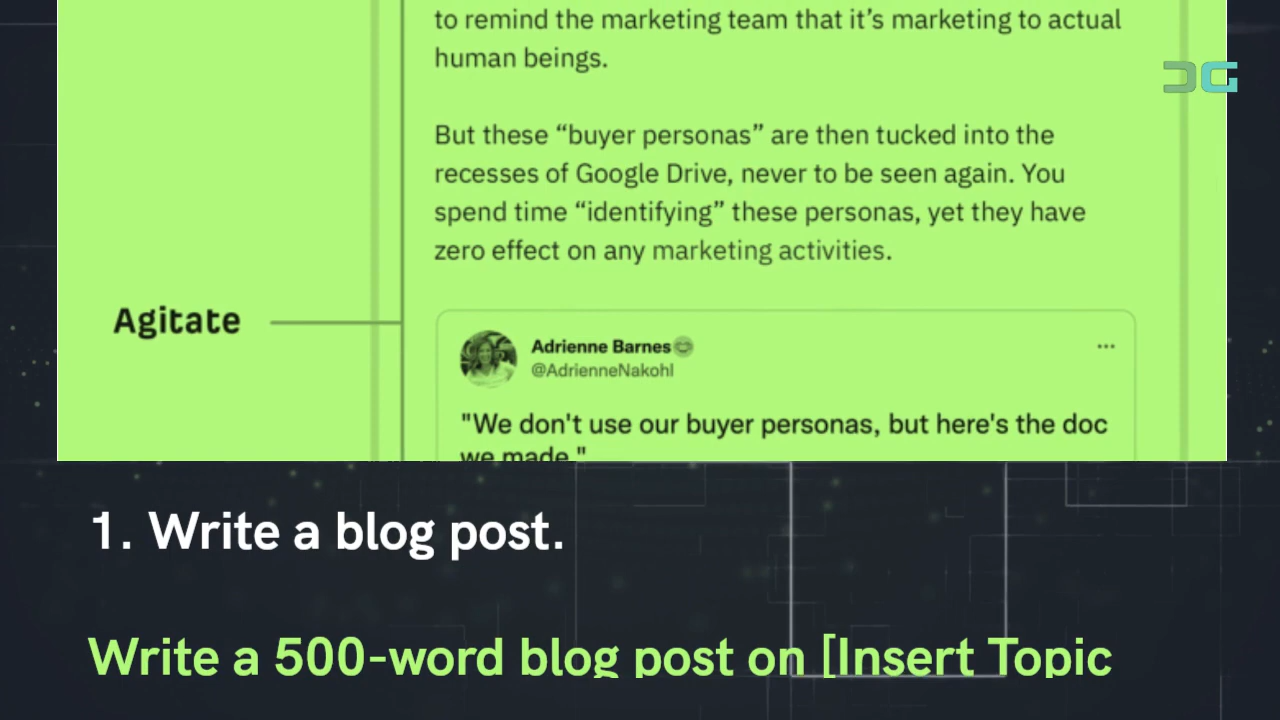 to remind the marketing team that it’s marketing to actual
human beings.
But these “buyer personas” are then tucked into the
recesses of Google Drive, never to be seen again. You
spend time “identifying” these personas, yet they have
zero effect on any marketing activities.
Agitate
Adrienne Barnes
@AdrienneNakohl
"We don't use our buyer personas, but here's the doc
we made."
1. Write a blog post.
Write a 500-word blog post on [Insert Topic